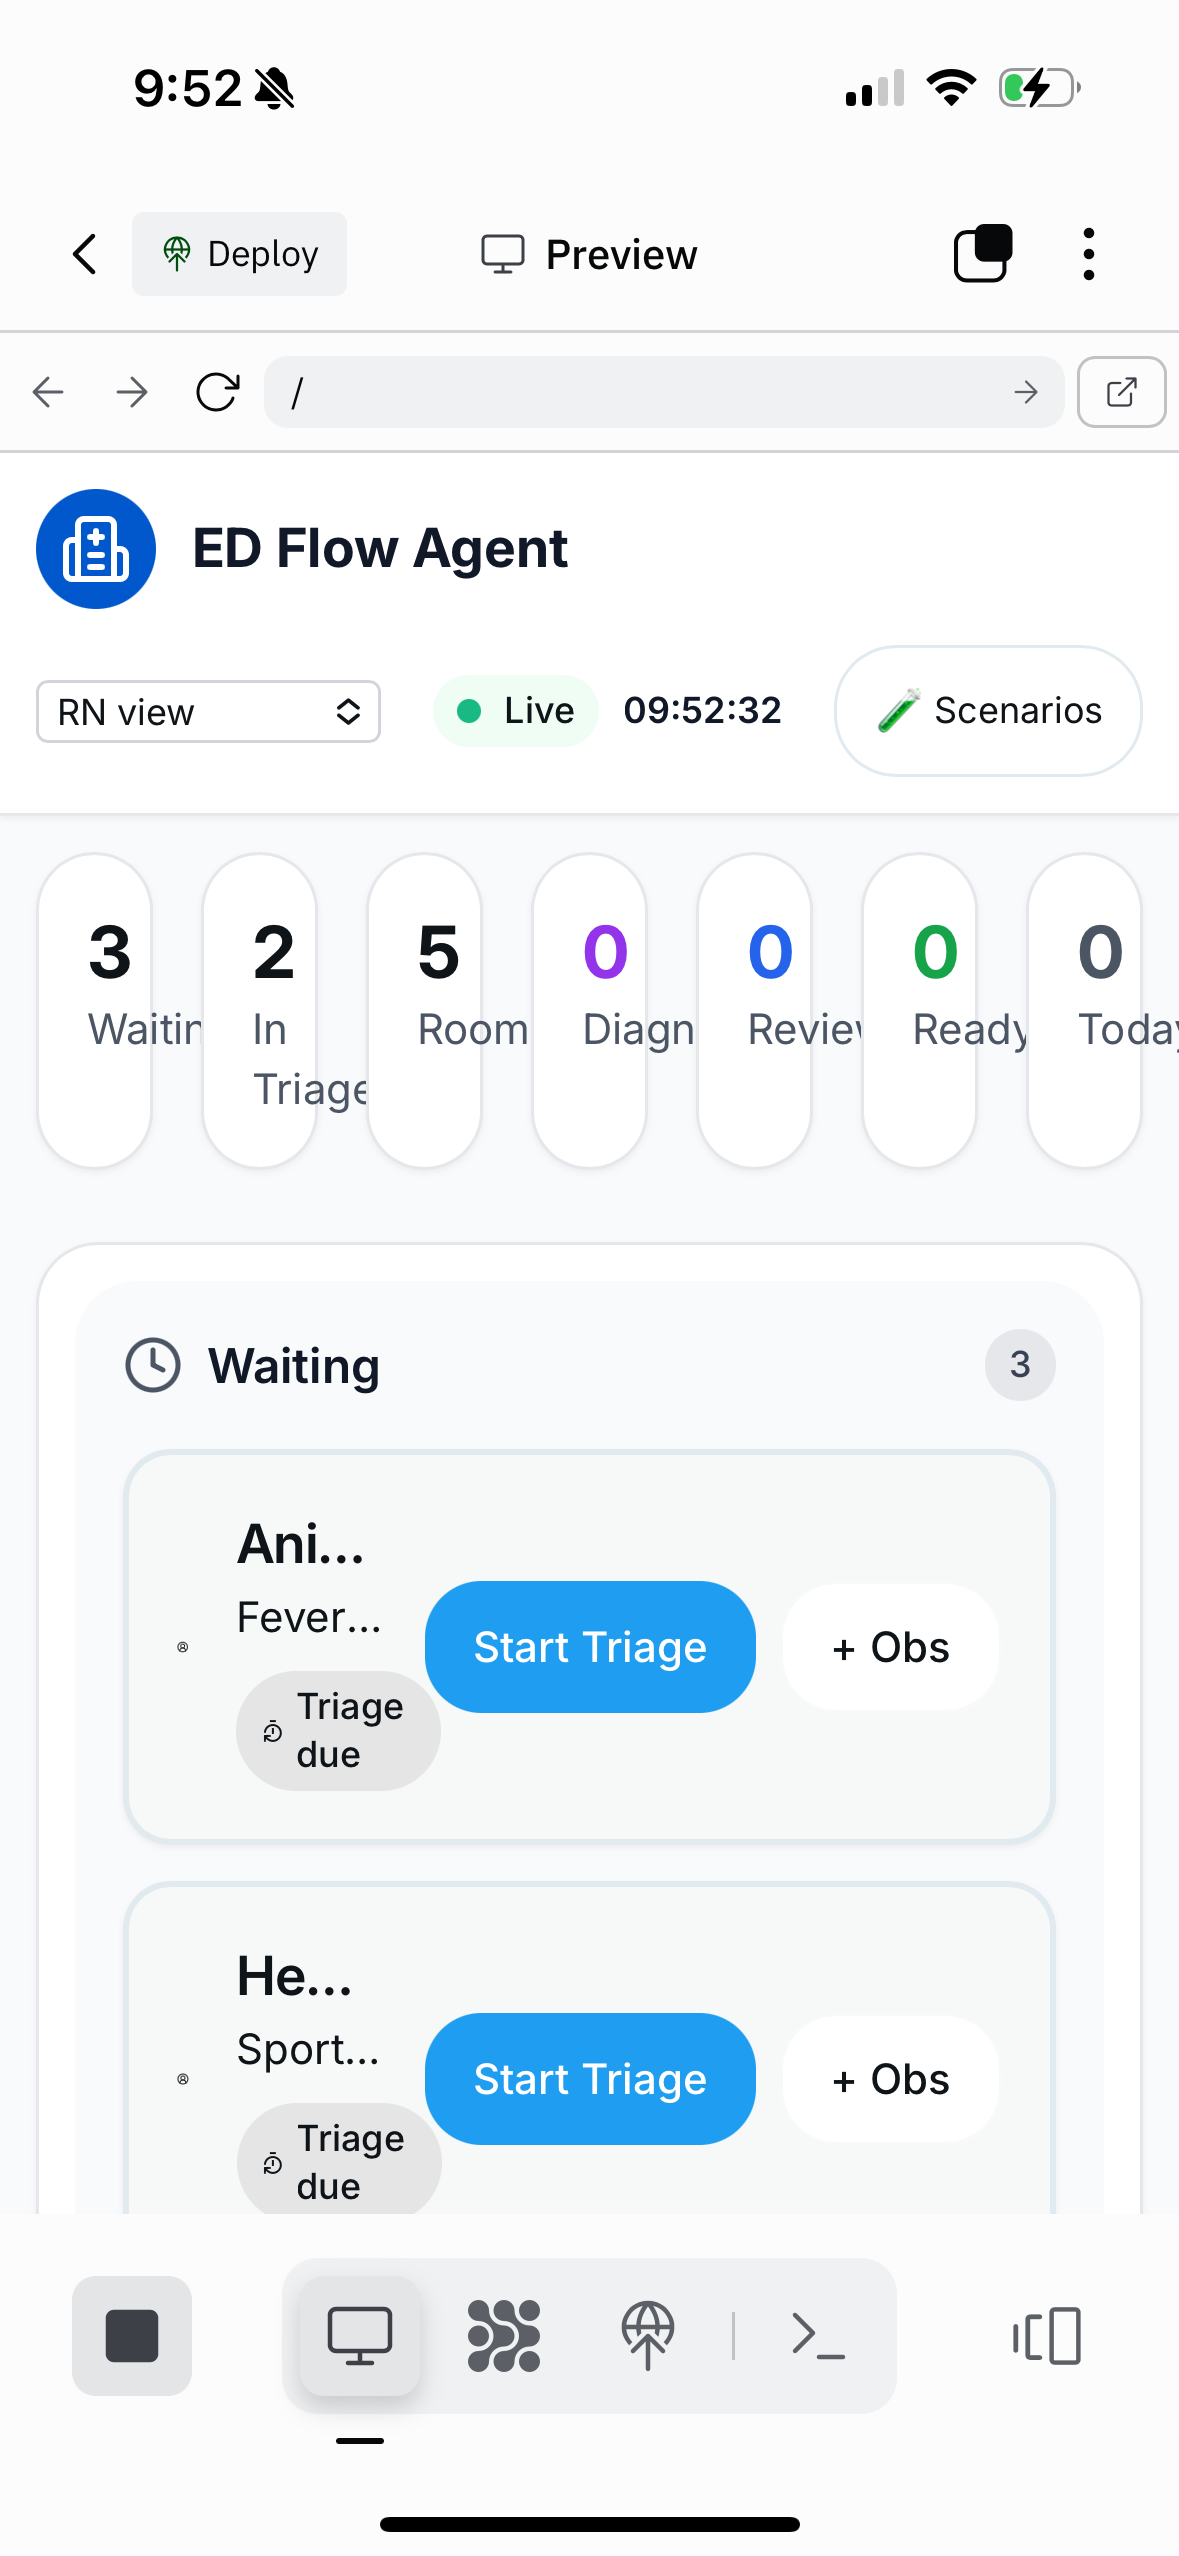 9:52
Deploy
Preview
/
ED Flow Agent
RN view
Live
09:52:32
Scenarios
3
Waitin
2
In
Triage
5
Room
0
Diagn
0
Review
0
Ready
0
Today
Waiting
3
Ani...
Fever...
Triage
due
Start Triage
+ Obs
He...
Sport...
Triage
due
Start Triage
+ Obs